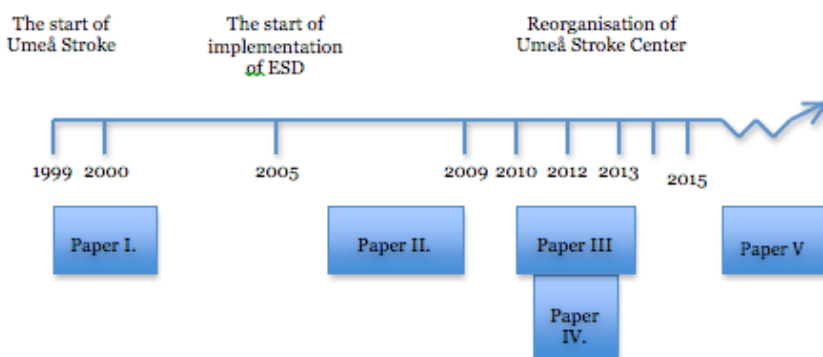 The start of
Umeå Stroke
The start of
implementation
of ESD
Reorganisation of
Umeå Stroke Center
1999 2000 2005 2009 2010 2012 2013 2015
Paper I. Paper II. Paper III Paper V
Paper
IV.